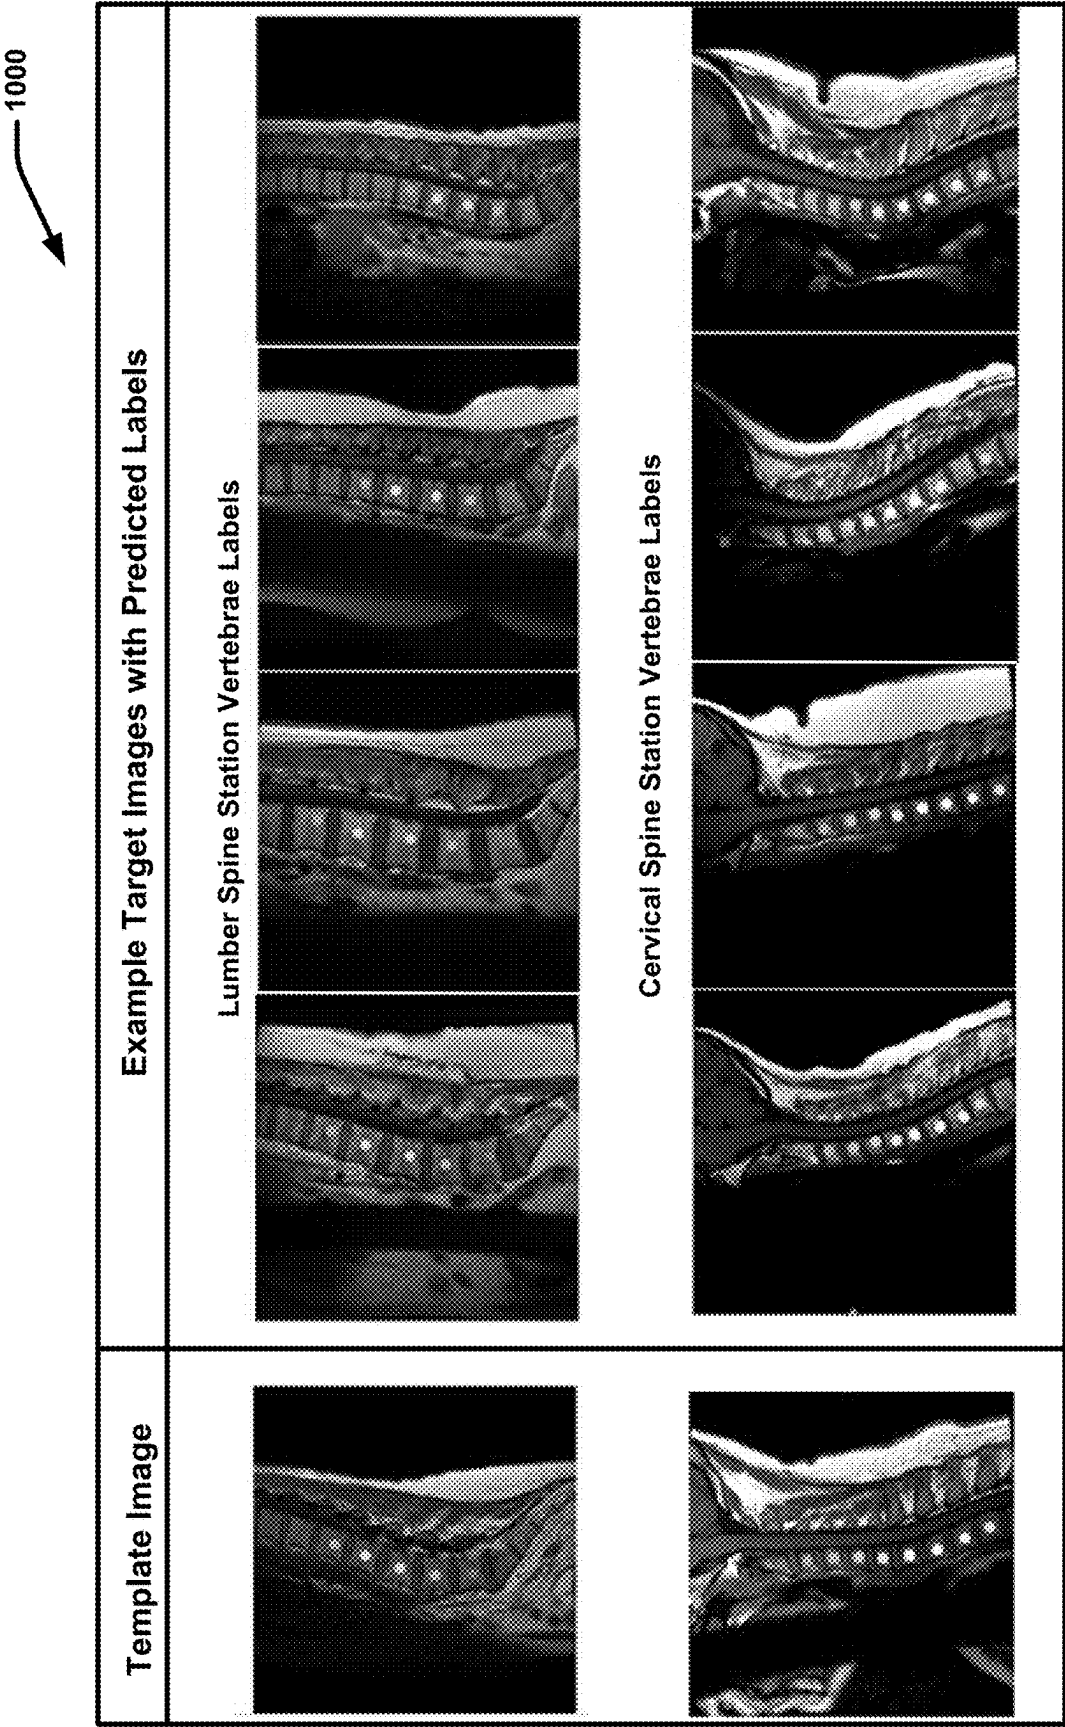 1000
Template Image
Example Target Images with Predicted Labels
Lumber Spine Station Vertebrae Labels
Cervical Spine Station Vertebrae Labels